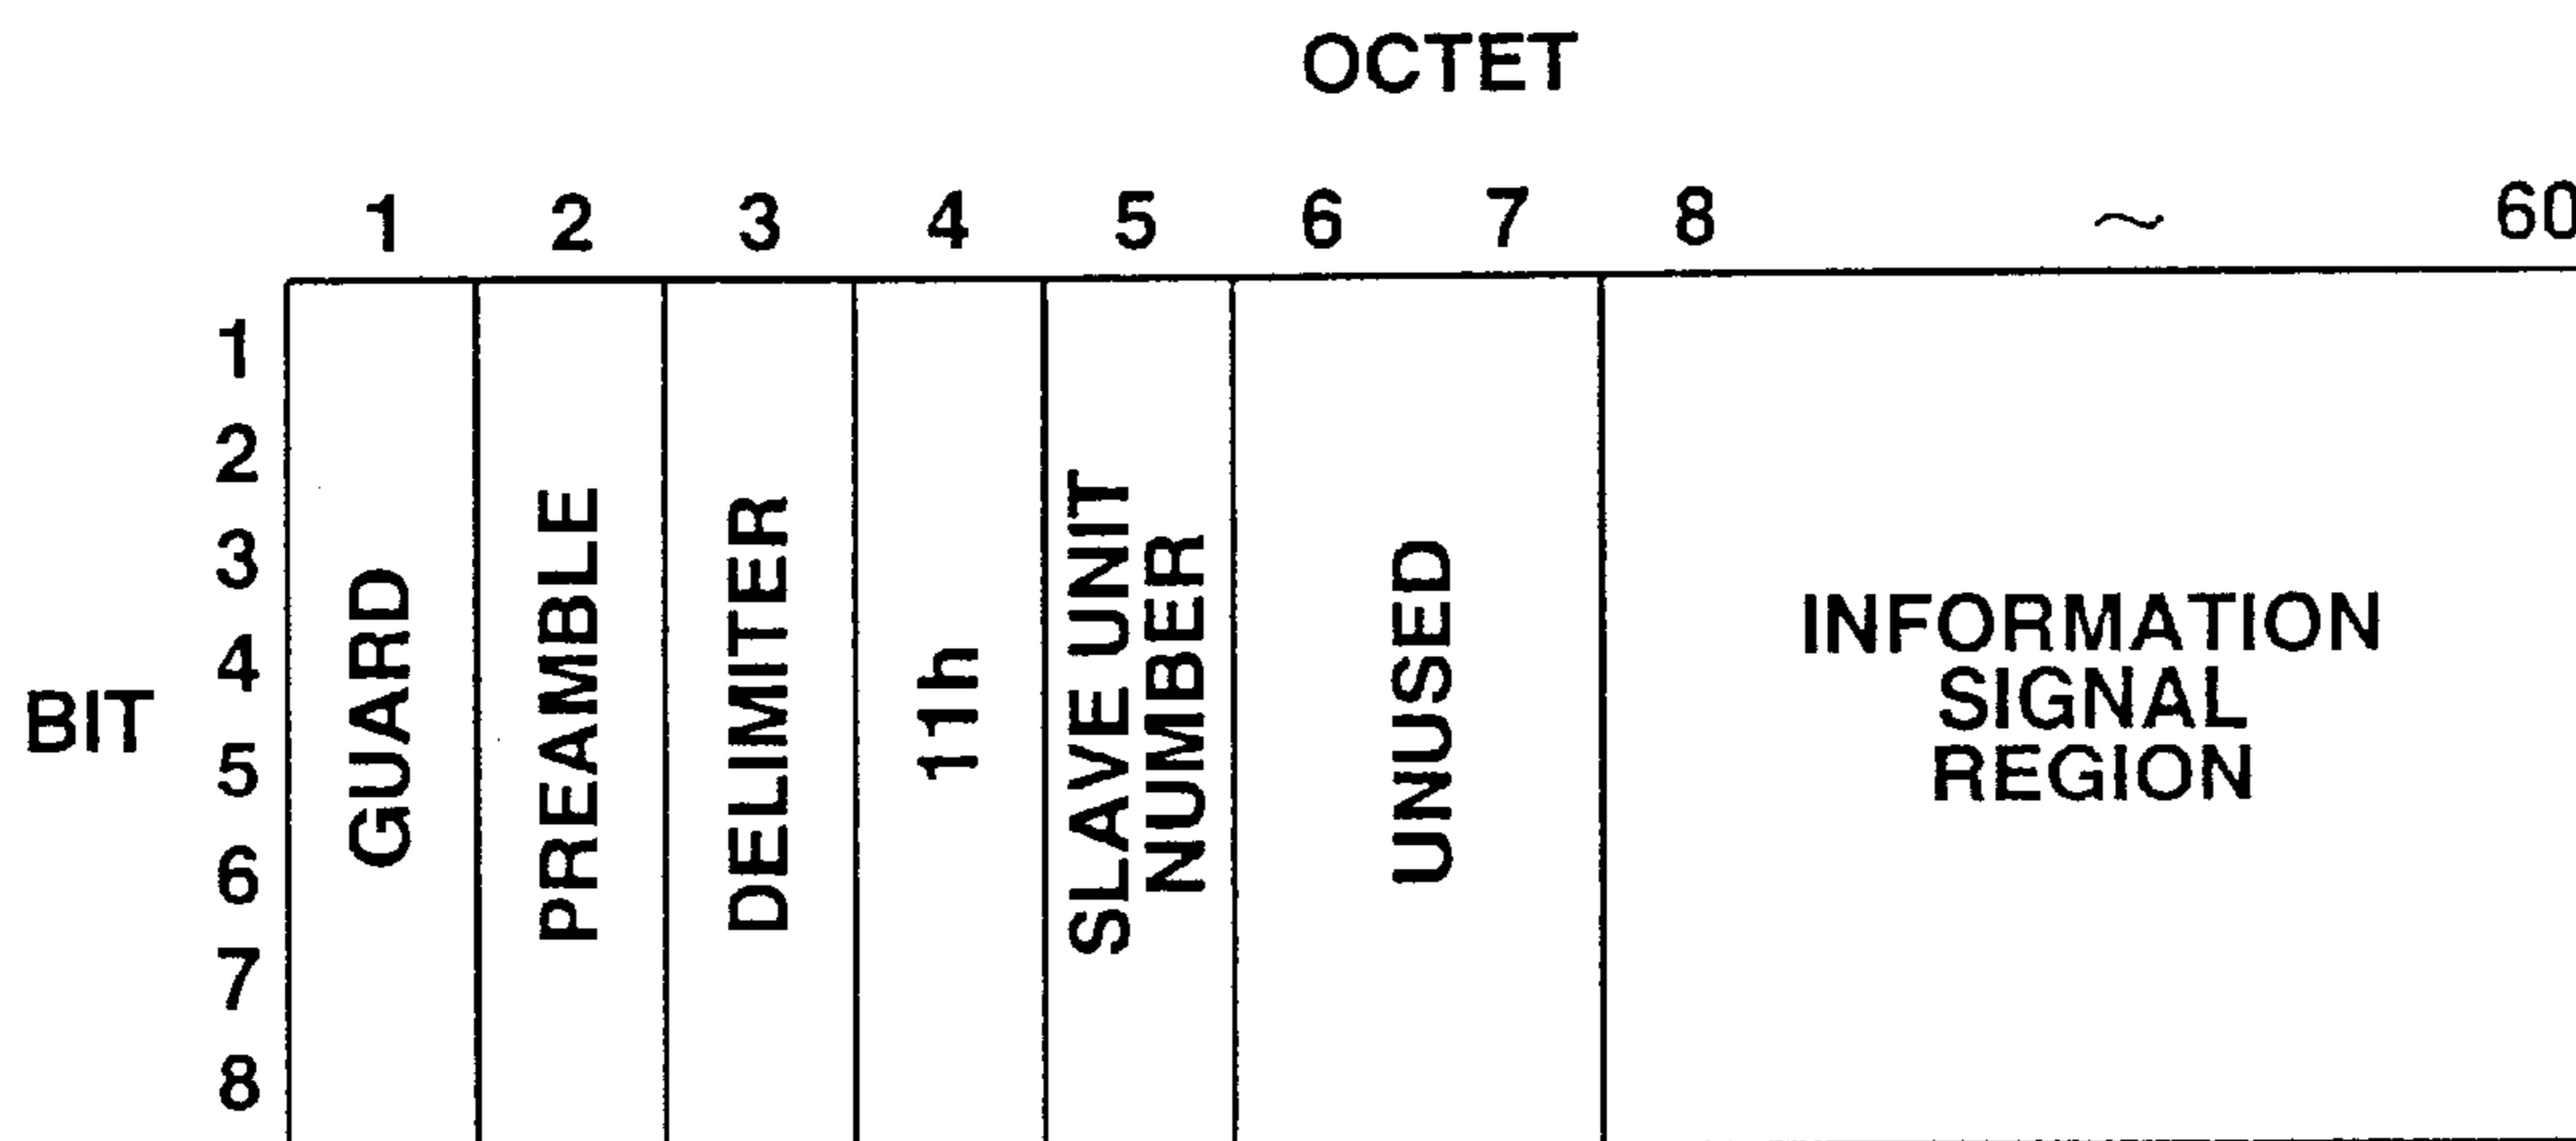 OCTET
1 2 3 4 5 6 7 8 ~ 60
BIT
1
2
3
4
5
6
7
8
GUARD
PREAMBLE
DELIMITER
11h
SLAVE UNIT
NUMBER
UNUSED
INFORMATION
SIGNAL
REGION